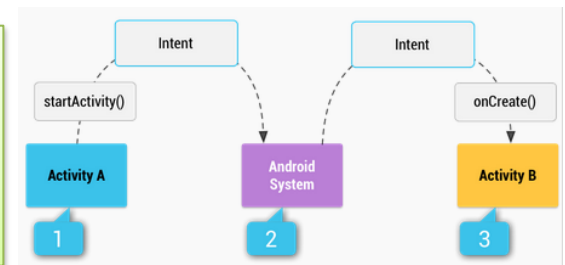 Intent
Intent
startActivity()
onCreate()
Activity A
Android
System
Activity B
1
2
3